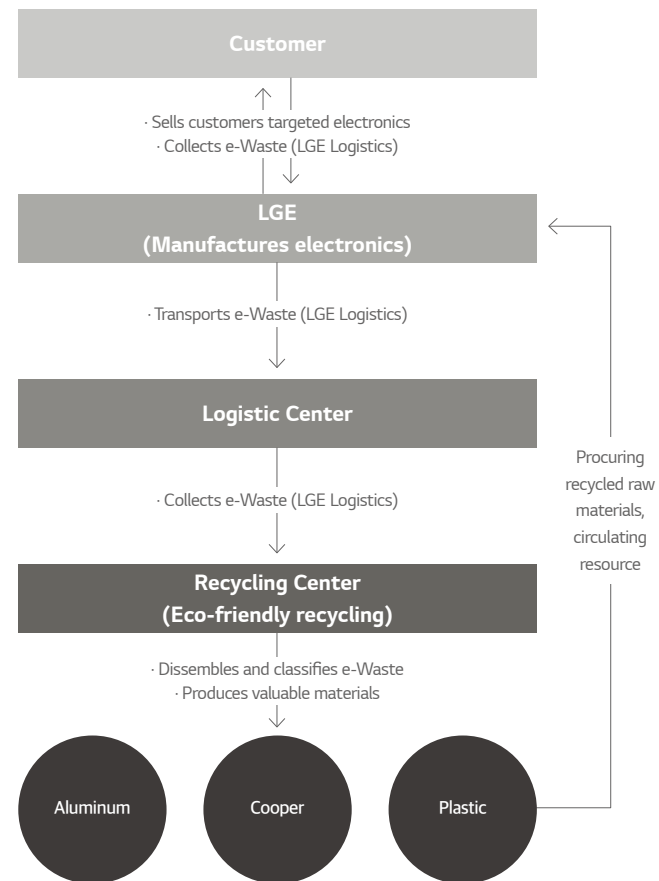 Customer
· Sells customers targeted electronics
· Collects e-Waste (LGE Logistics)
LGE
(Manufactures electronics)
· Transports e-Waste (LGE Logistics)
Logistic Center
· Collects e-Waste (LGE Logistics)
Recycling Center
(Eco-friendly recycling)
· Dissembles and classifies e-Waste
· Produces valuable materials
Aluminum
Cooper
Plastic
Procuring
recycled raw
materials,
circulating
resource